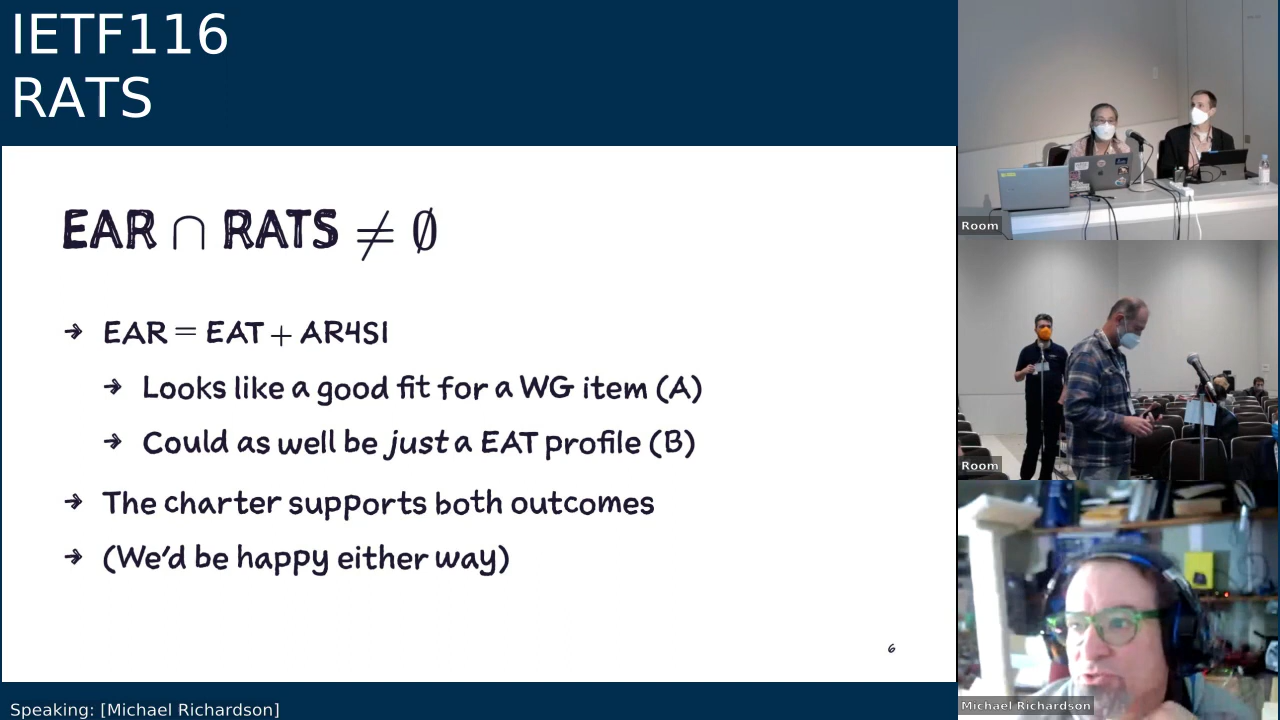 IETF116
RATS
EAR ∩ RATS ≠ ∅
→ EAR = EAT + AR4SI
→ Looks like a good fit for a WG item (A)
→ Could as well be just a EAT profile (B)
→ The charter supports both outcomes
→ (We'd be happy either way)
6
Room
Room
Michael Richardson
Speaking: [Michael Richardson]